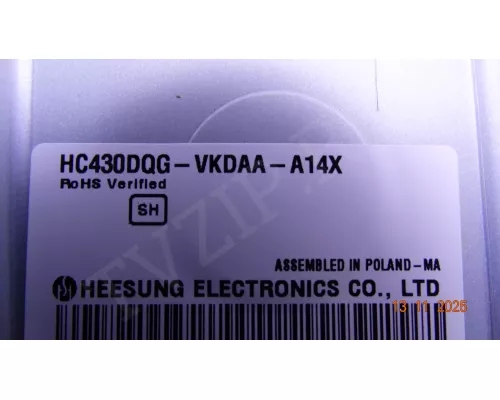 HC430DQG-VKDAA-A14X
RoHS Verified
SH
ASSEMBLED IN POLAND-MA
HEESUNG ELECTRONICS CO., LTD
13 11 2025